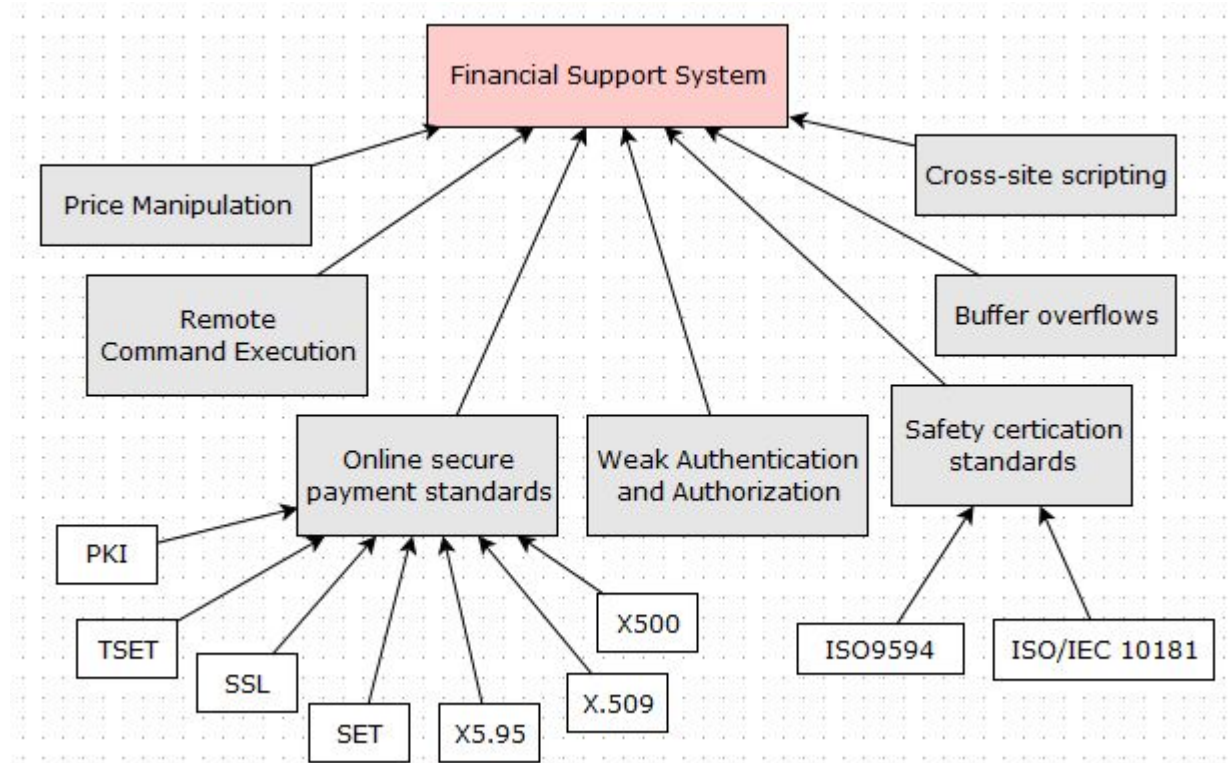 Financial Support System
Price Manipulation
Cross-site scripting
Remote
Command Execution
Buffer overflows
Online secure
payment standards
Weak Authentication
and Authorization
Safety certication
standards
PKI
TSET
SSL
SET
X5.95
X.509
X500
ISO9594
ISO/IEC 10181